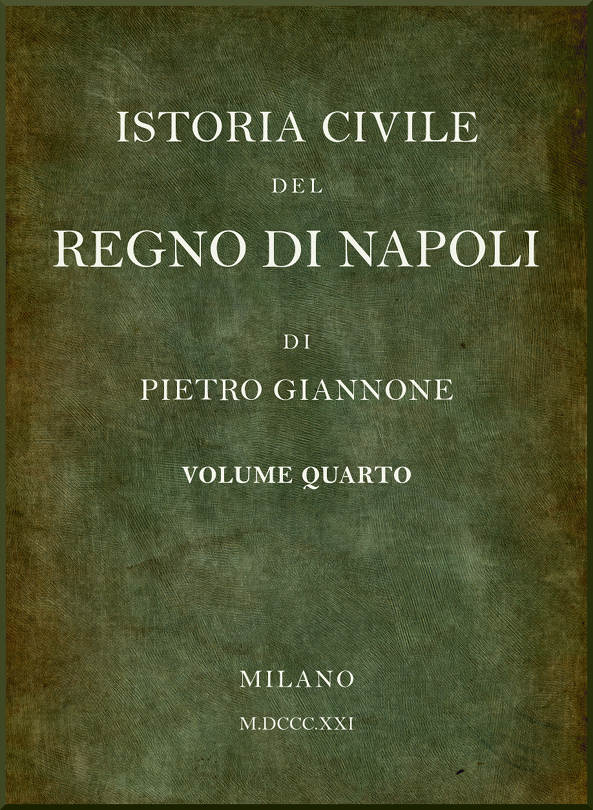 ISTORIA CIVILE
DEL
REGNO DI NAPOLI
DI
PIETRO GIANNONE
VOLUME QUARTO
MILANO
M.DCCC.XXI